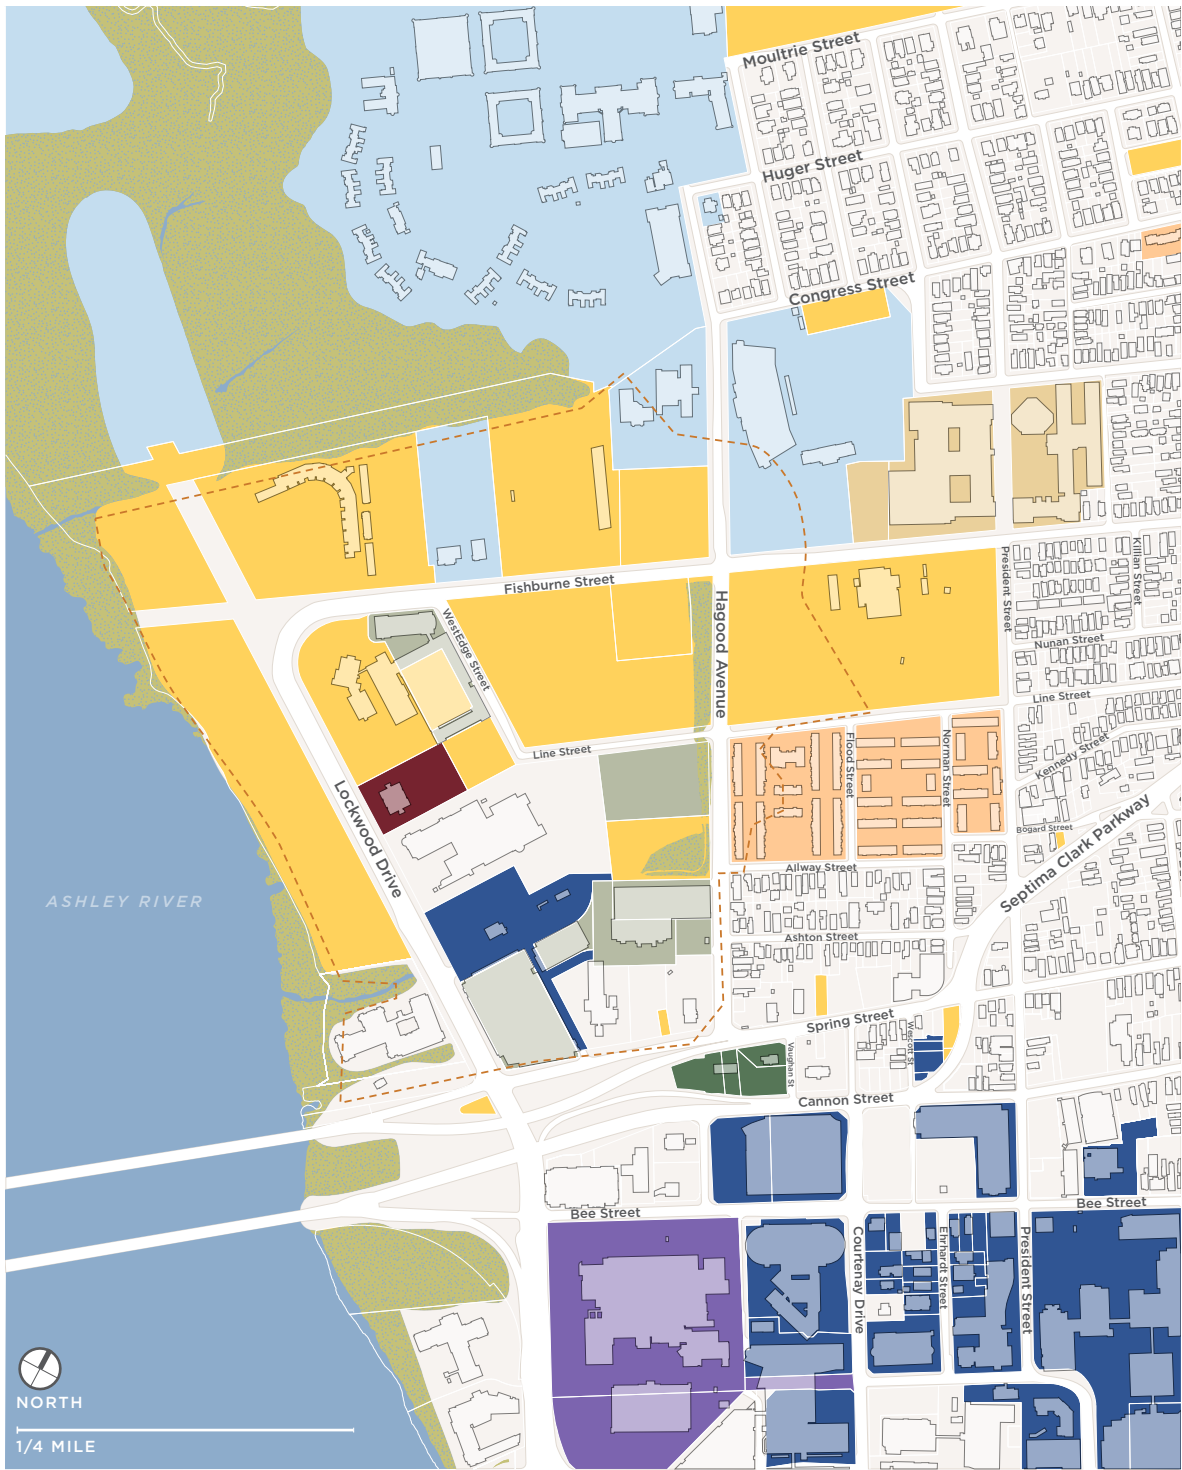 Moultrie Street
Huger Street
Congress Street
Fishburne Street
Hagood Avenue
WestEdge Street
President Street
Killian Street
Nunan Street
Line Street
Line Street
Kennedy Street
Bogard Street
Septima Clark Parkway
Flood Street
Norman Street
Lockwood Drive
Allway Street
Ashton Street
ASHLEY RIVER
Spring Street
Wescott St
Vaughan St
Cannon Street
Bee Street
Bee Street
Courtenay Drive
Ehrhardt Street
President Street
NORTH
1/4 MILE